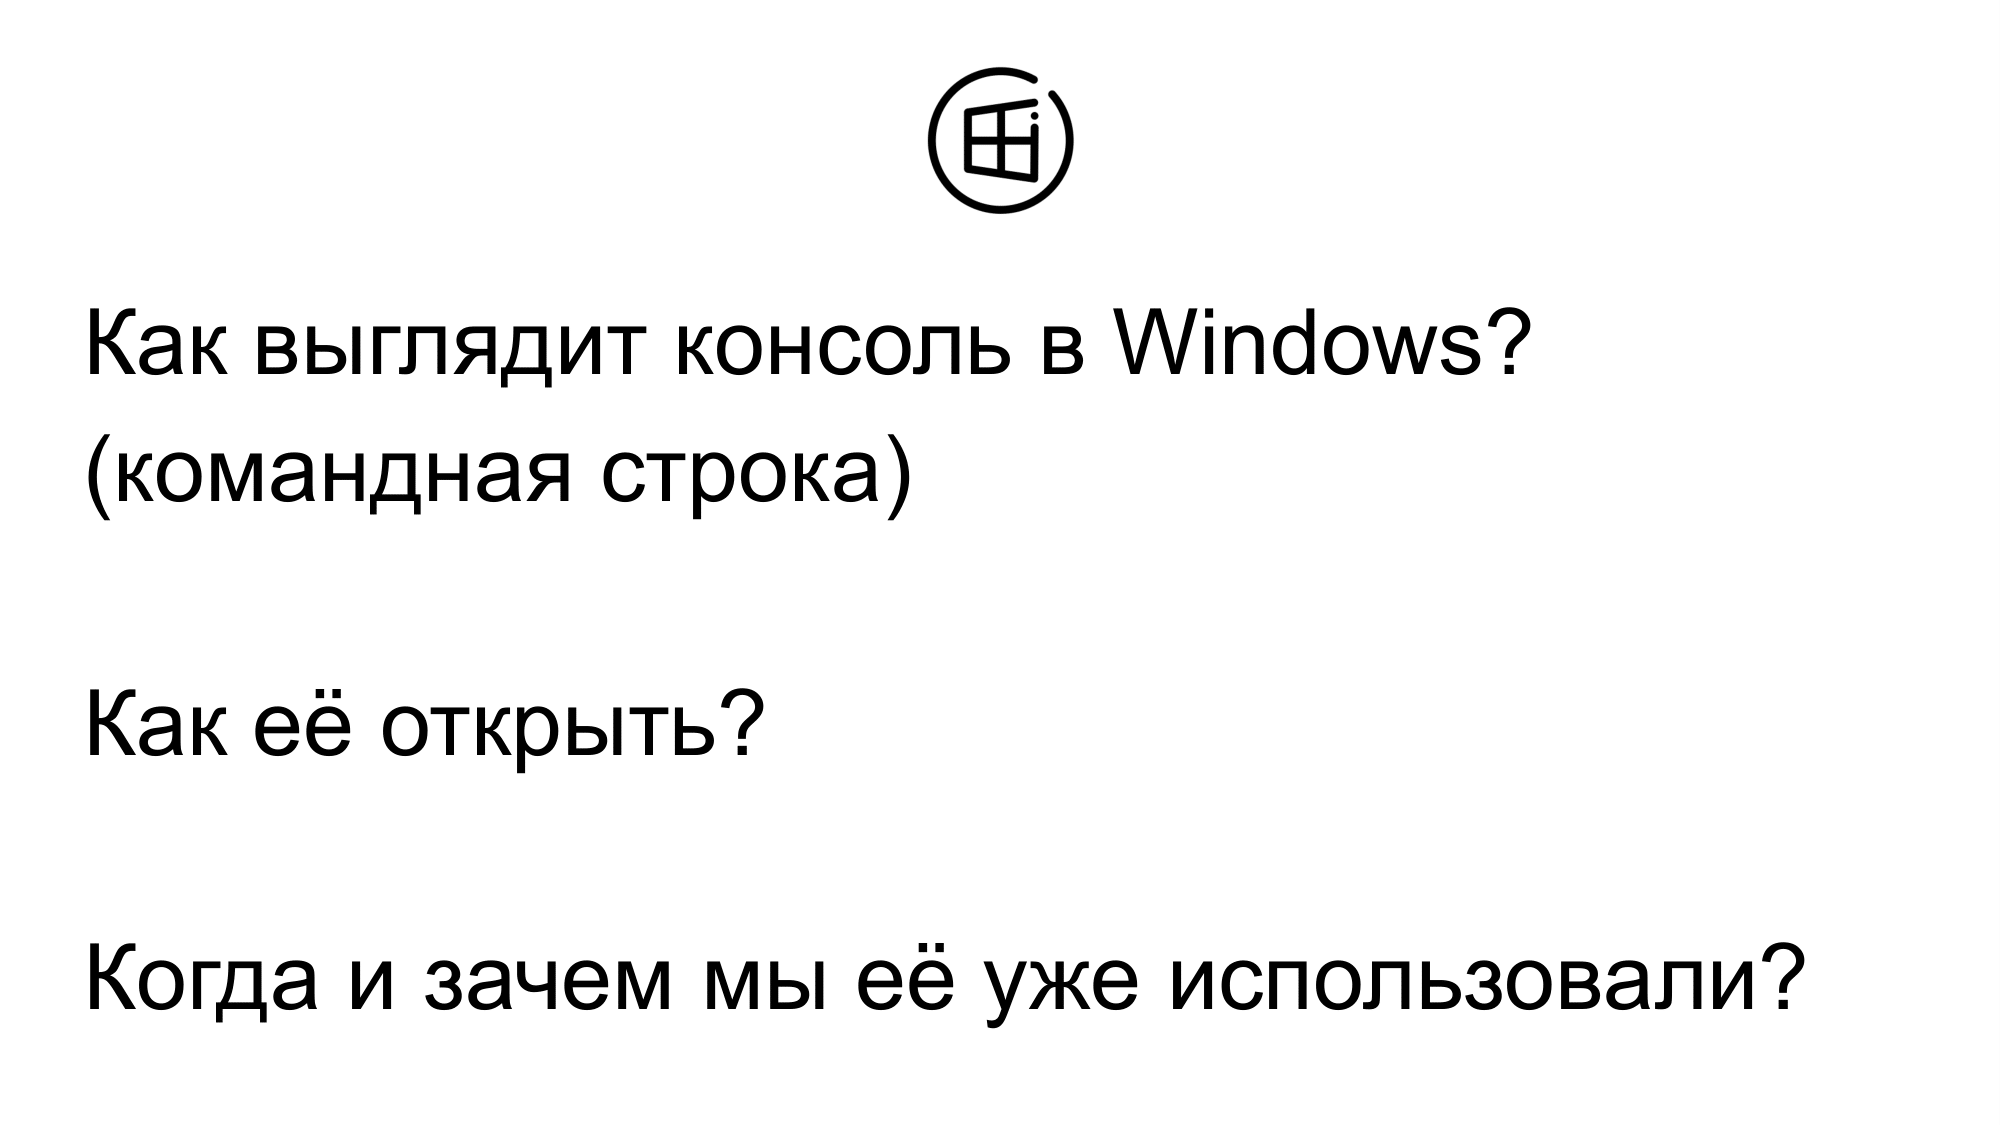 Как выглядит консоль в Windows?
(командная строка)
Как её открыть?
Когда и зачем мы её уже использовали?